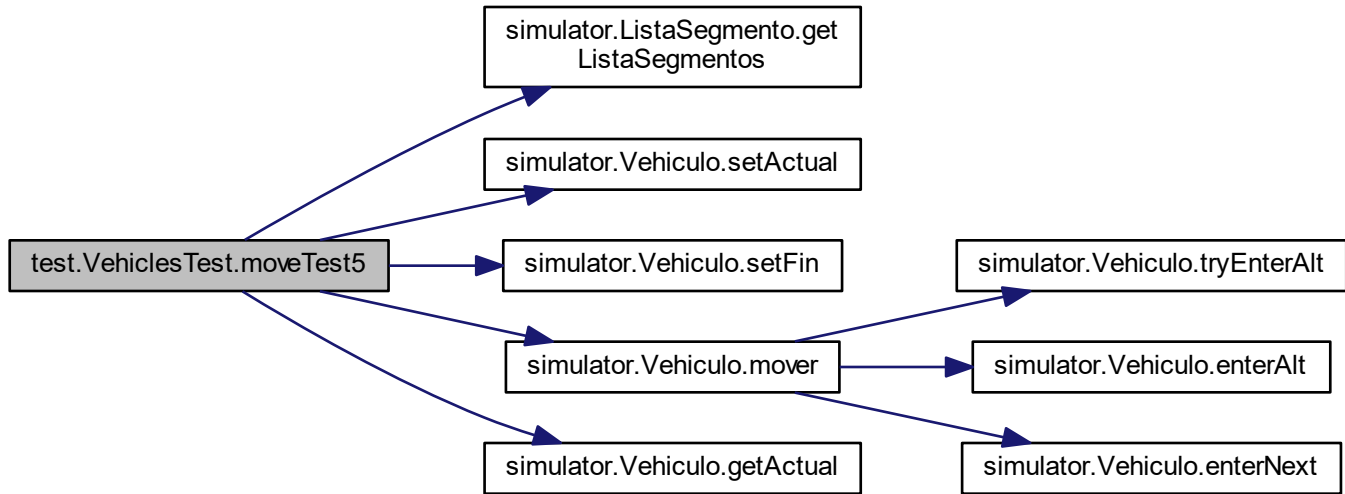 simulator.ListaSegmento.get
ListaSegmentos
simulator.Vehiculo.setActual
test.VehiclesTest.moveTest5
simulator.Vehiculo.setFin
simulator.Vehiculo.tryEnterAlt
simulator.Vehiculo.mover
simulator.Vehiculo.enterAlt
simulator.Vehiculo.getActual
simulator.Vehiculo.enterNext